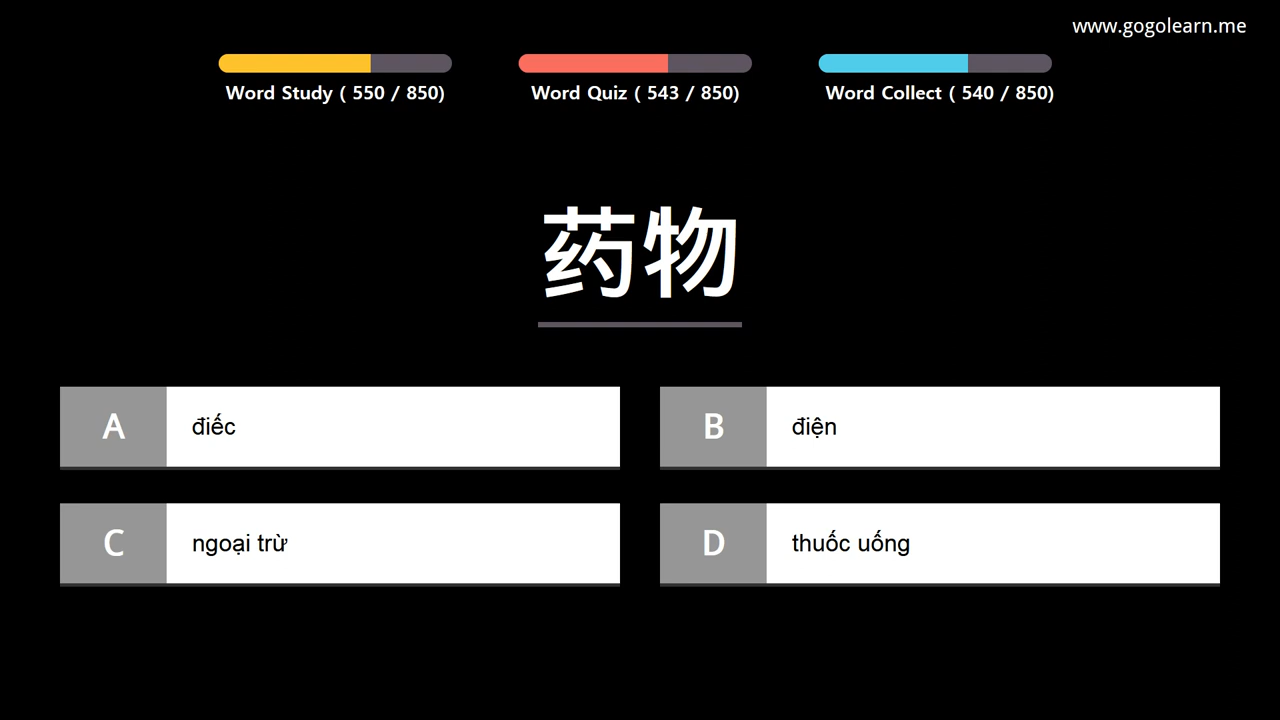 www.gogolearn.me
Word Study ( 550 / 850)
Word Quiz ( 543 / 850)
Word Collect ( 540 / 850)
药物
A điếc
B điện
C ngoại trừ
D thuốc uống